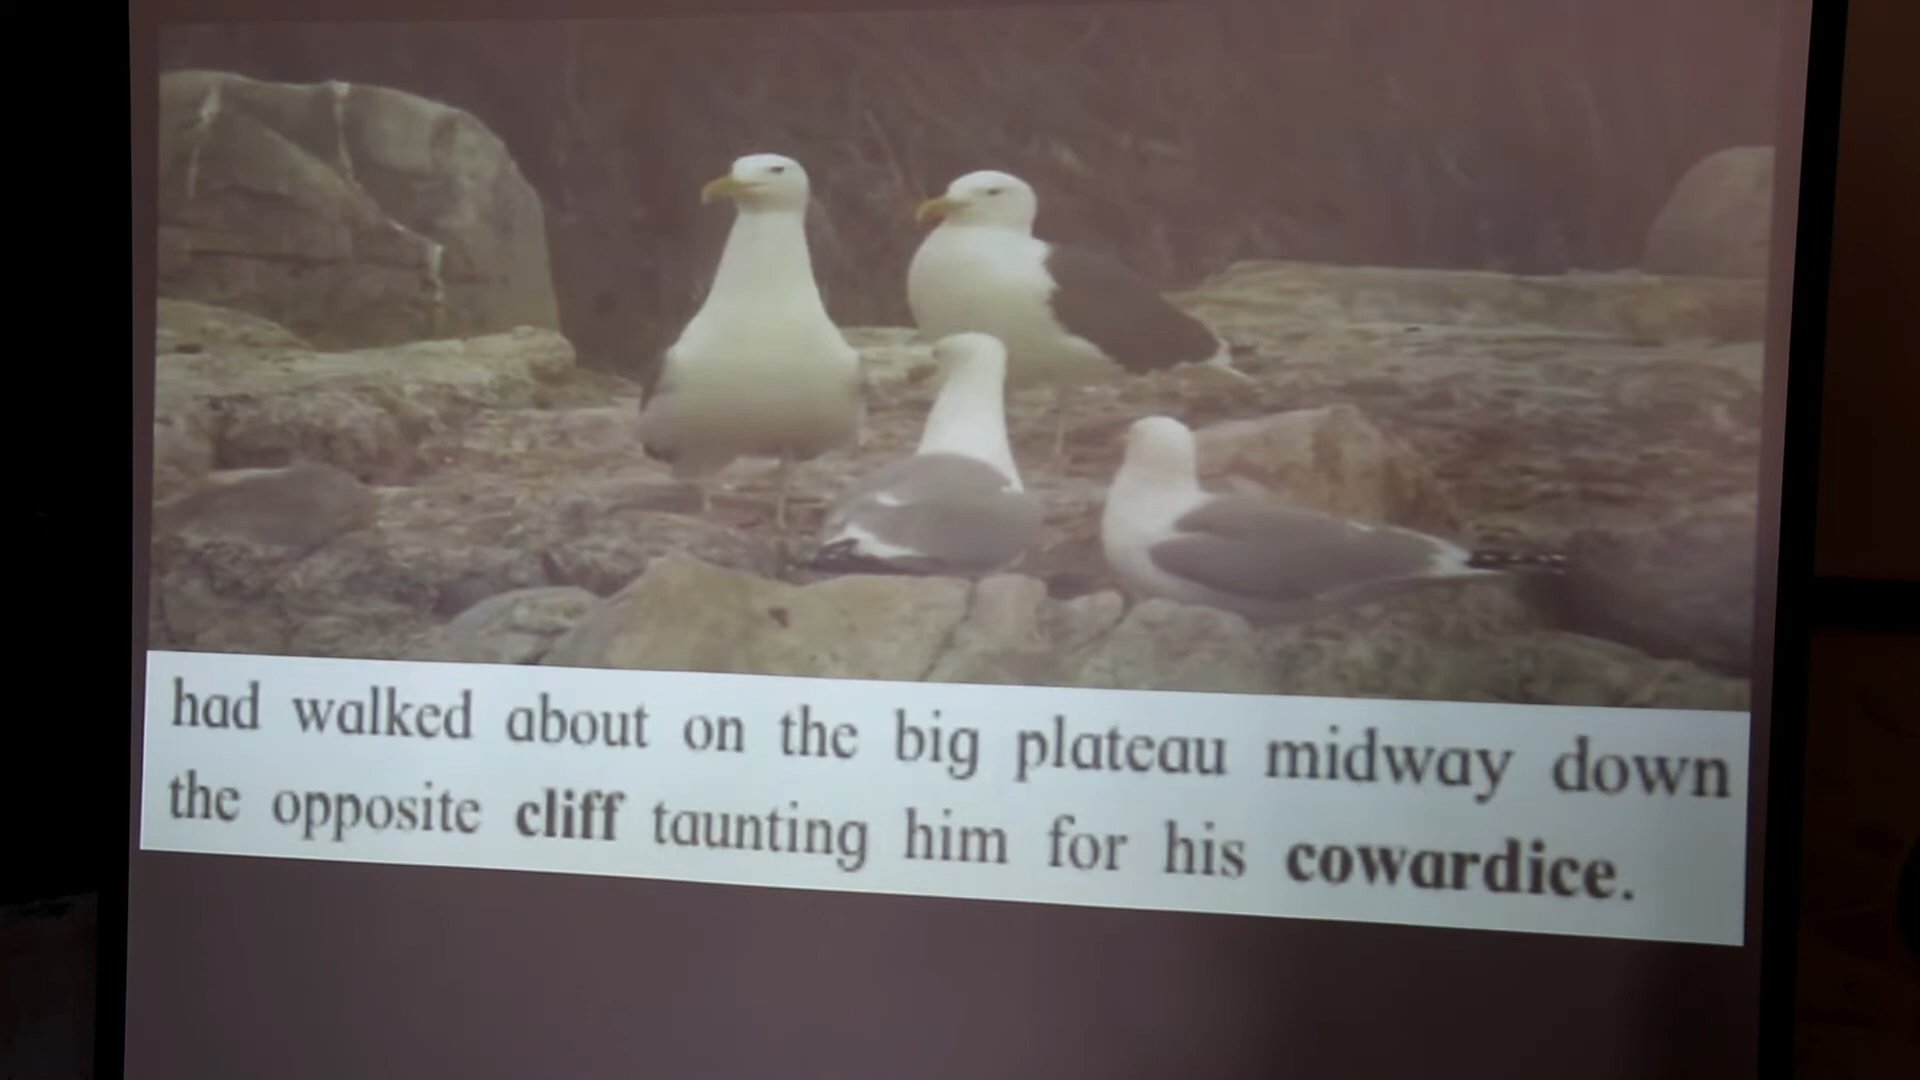 had walked about on the big plateau midway down
the opposite cliff taunting him for his cowardice.